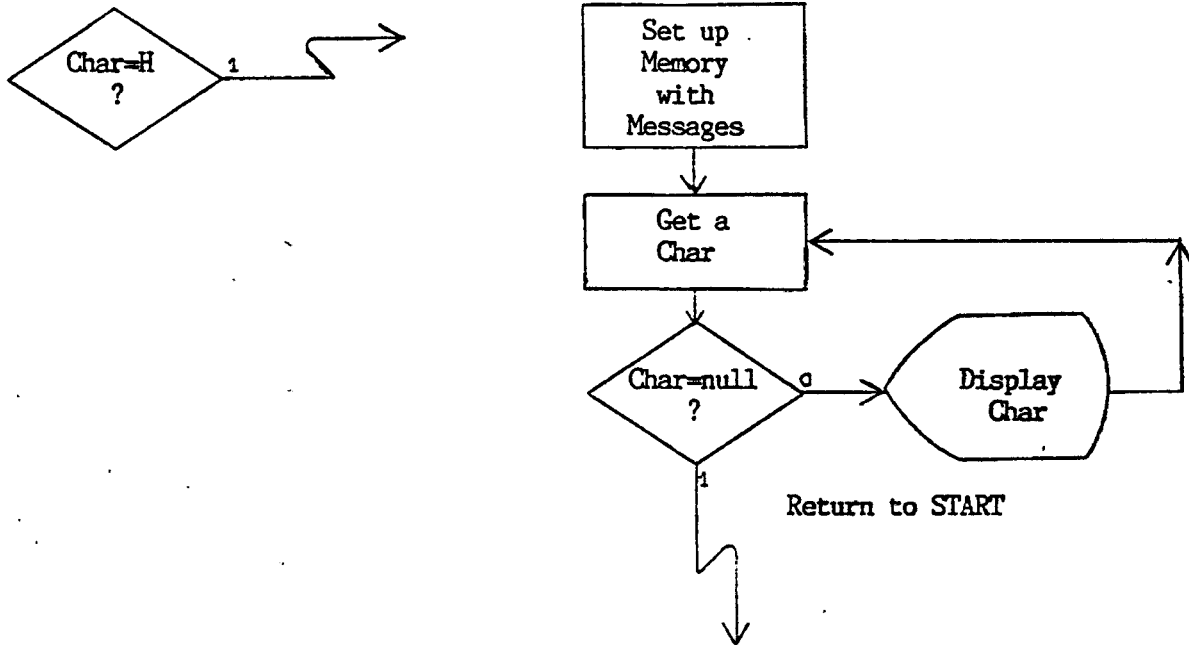 Char=H
?
1
Set up
Memory
with
Messages
Get a
Char
Char=null
?
0
1
Display
Char
Return to START